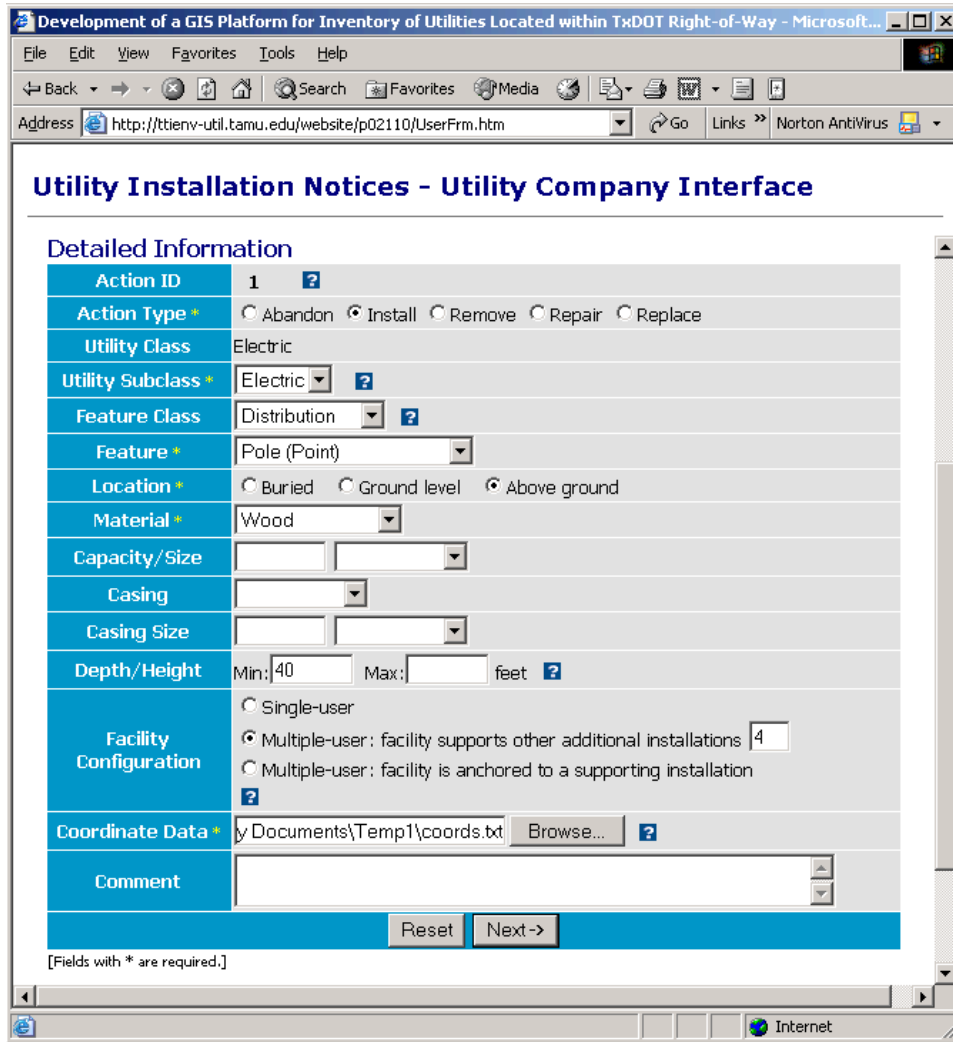 Development of a GIS Platform for Inventory of Utilities Located within TxDOT Right-of-Way - Microsoft...
File Edit View Favorites Tools Help
Back Search Favorites Media
Address http://ttienv-util.tamu.edu/website/p02110/UserFrm.htm Go Links » Norton AntiVirus
Utility Installation Notices - Utility Company Interface
Detailed Information
Action ID 1 ?
Action Type * Abandon Install Remove Repair Replace
Utility Class Electric
Utility Subclass * Electric ?
Feature Class Distribution ?
Feature * Pole (Point)
Location * Buried Ground level Above ground
Material * Wood
Capacity/Size
Casing
Casing Size
Depth/Height Min: 40 Max: feet ?
Single-user
Facility Configuration Multiple-user: facility supports other additional installations 4
Multiple-user: facility is anchored to a supporting installation
?
Coordinate Data * y Documents\Temp1\coords.txt Browse... ?
Comment
Reset Next->
[Fields with * are required.]
Internet